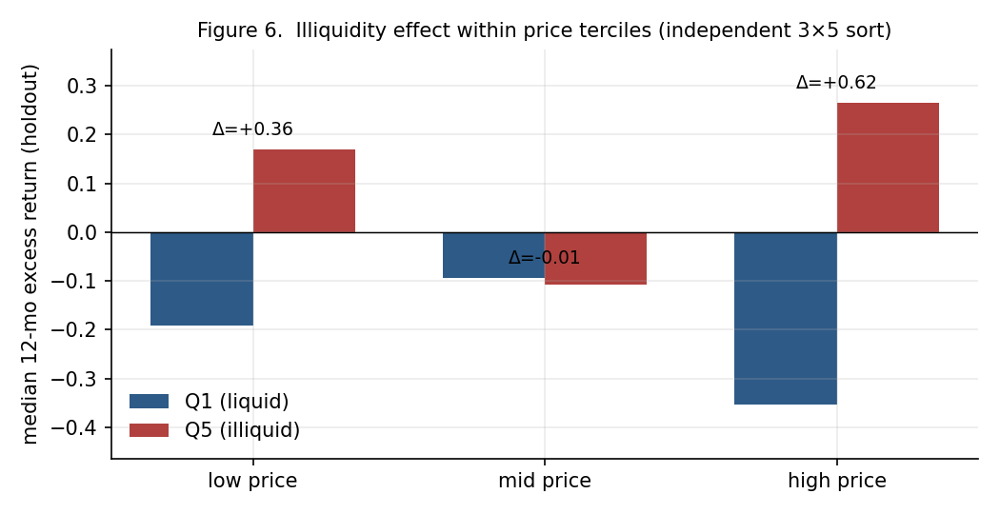 Figure 6.  Illiquidity effect within price terciles (independent 3×5 sort)
median 12-mo excess return (holdout)
0.3
0.2
0.1
0.0
−0.1
−0.2
−0.3
−0.4
Δ=+0.36
Δ=-0.01
Δ=+0.62
Q1 (liquid)
Q5 (illiquid)
low price
mid price
high price